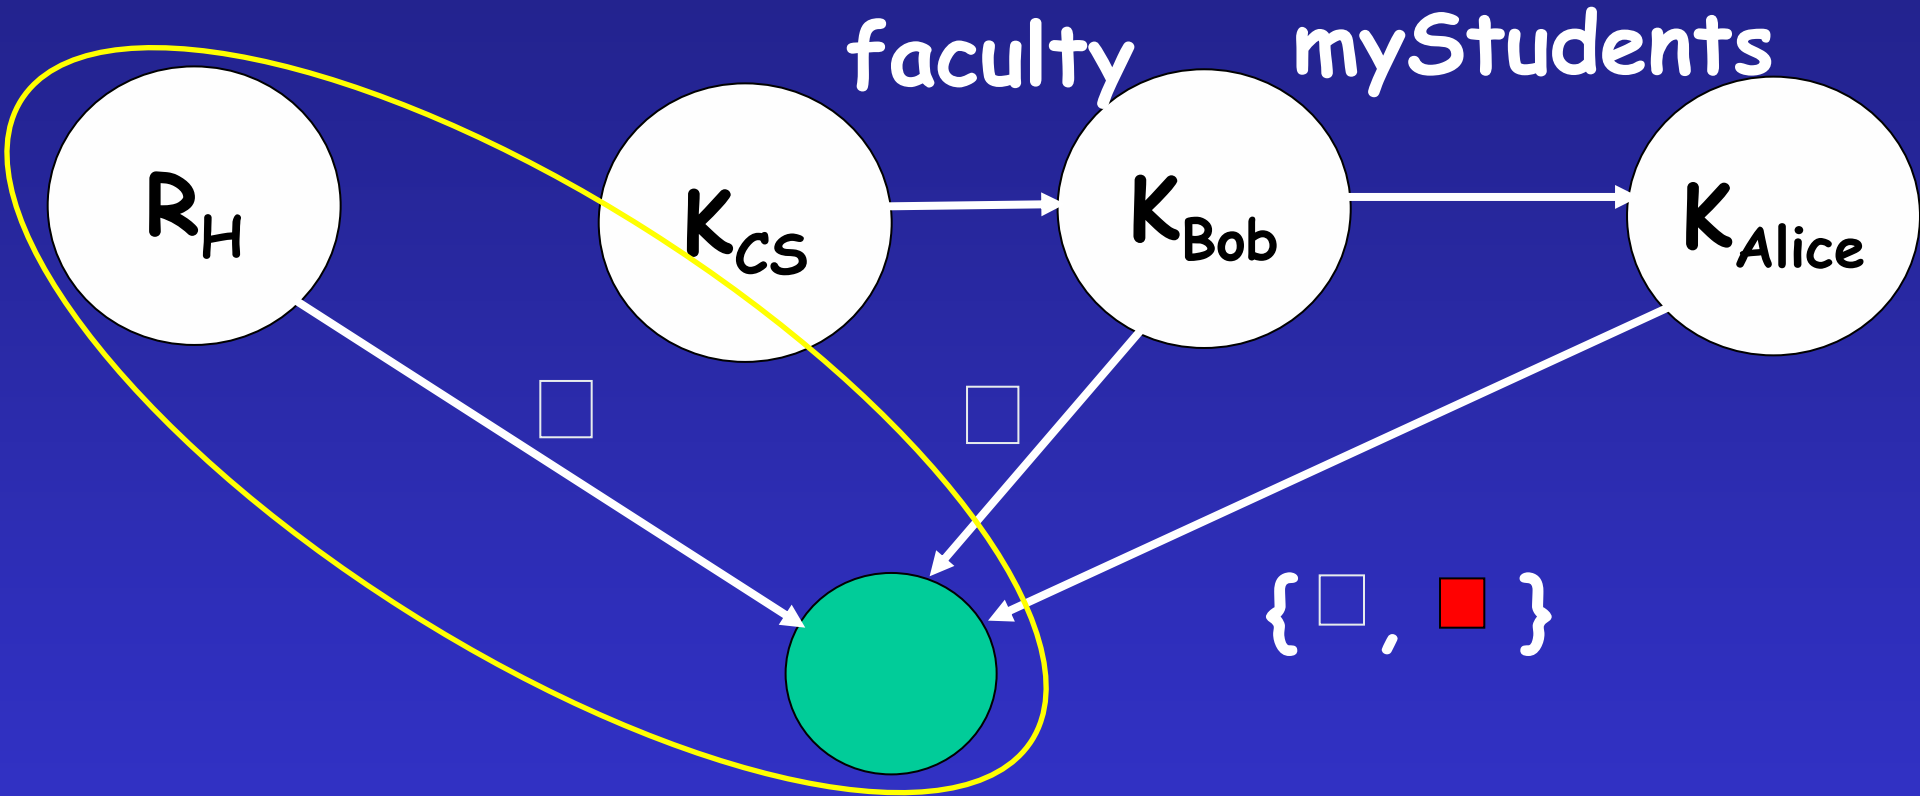 faculty
myStudents
R_H
K_CS
K_Bob
K_Alice
□
□
{ □ , ■ }